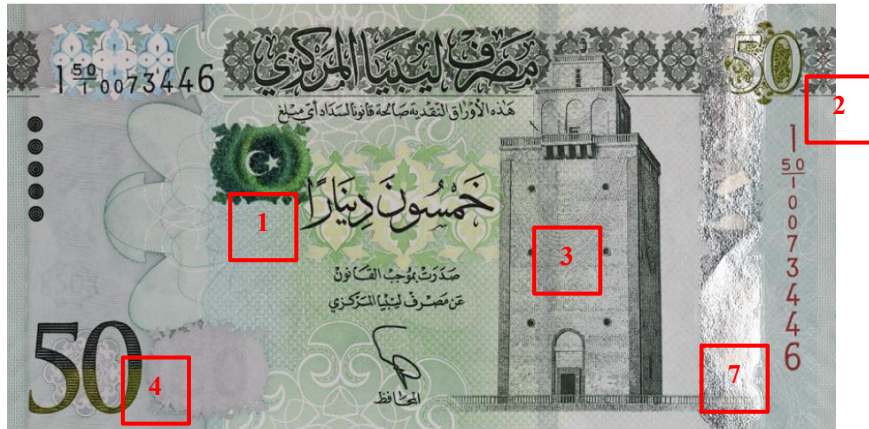 مصرف ليبيا المركزي
50
1 50/1 0073446
هذه الأوراق النقدية صالحة قانونا لسداد أي مبلغ
2
1 50/1 0073446
خمسون دينارًا
1
3
صدرت بموجب القانون
عن مصرف ليبيا المركزي
50
4
7
المحافظ